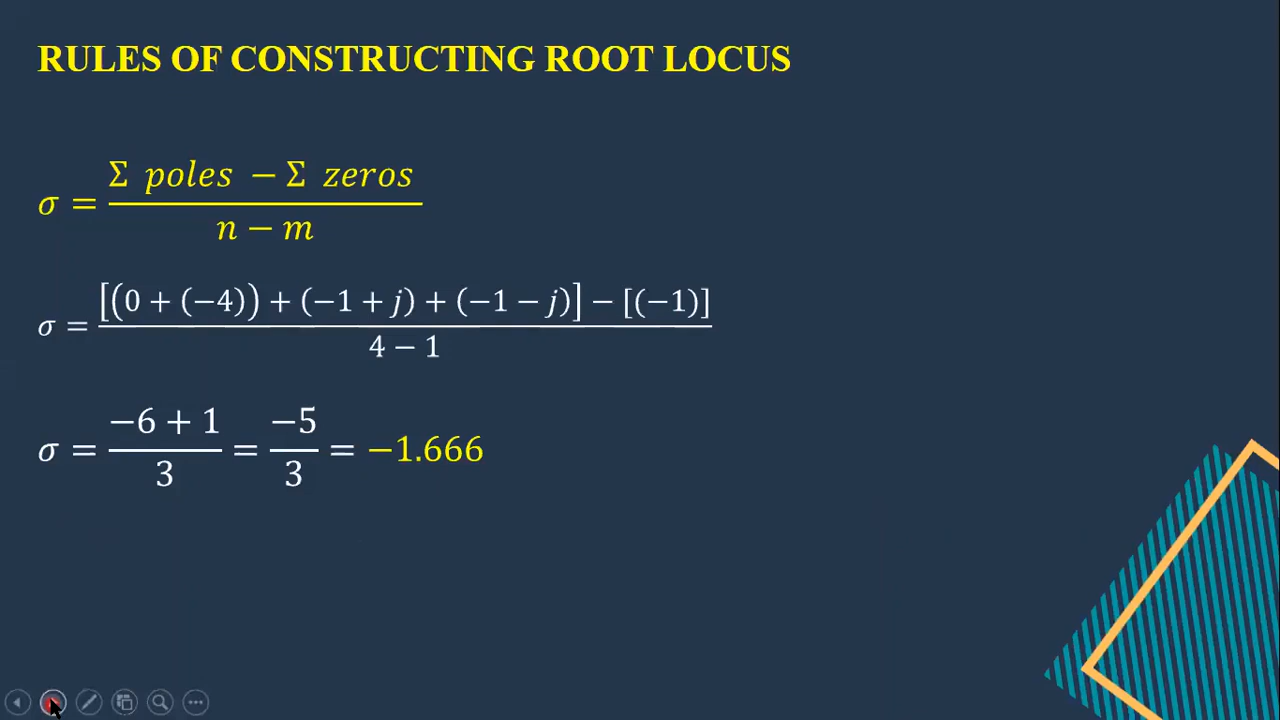 RULES OF CONSTRUCTING ROOT LOCUS
σ = (Σ poles − Σ zeros) / (n − m)
σ = [(0 + (−4)) + (−1 + j) + (−1 − j)] − [(−1)] / (4 − 1)
σ = (−6 + 1) / 3 = −5 / 3 = −1.666